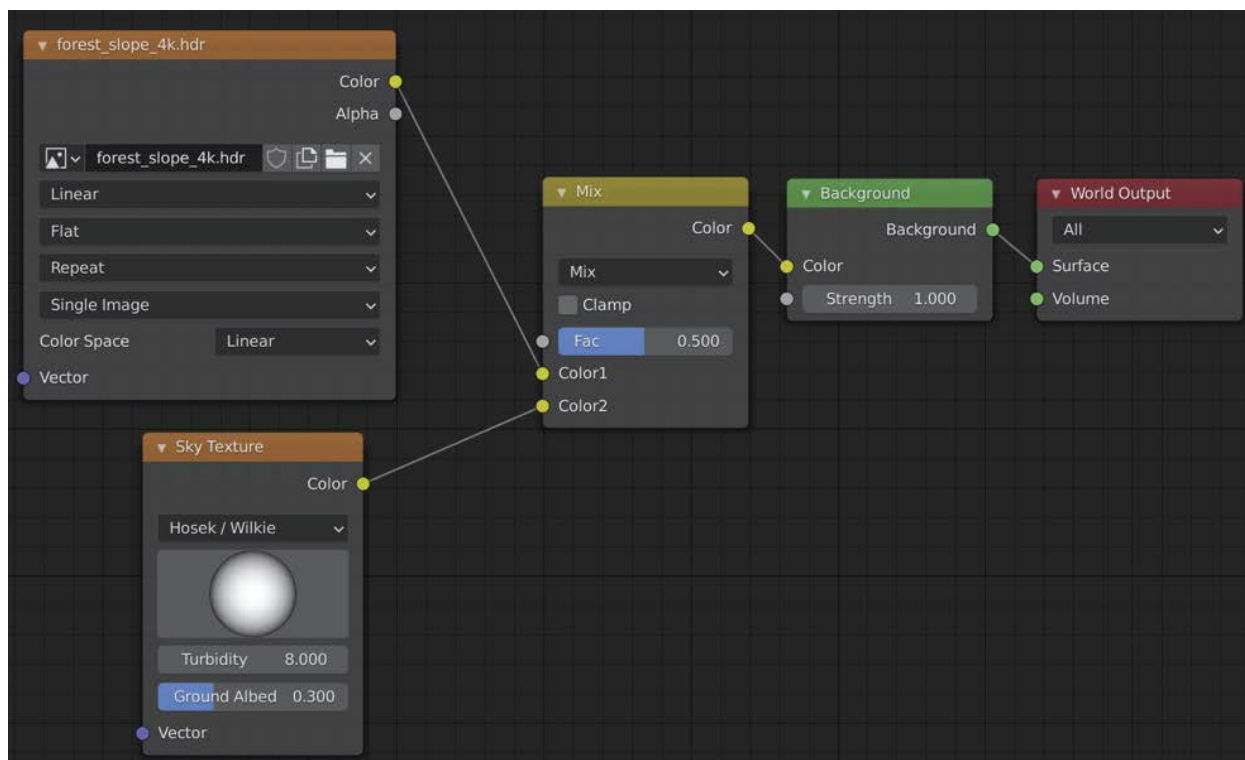 forest_slope_4k.hdr
Color
Alpha
forest_slope_4k.hdr
Linear
Flat
Repeat
Single Image
Color Space Linear
Vector
Sky Texture
Color
Hosek / Wilkie
Turbidity 8.000
Ground Albed 0.300
Vector
Mix
Color
Mix
Clamp
Fac 0.500
Color1
Color2
Background
Background
Color
Strength 1.000
World Output
All
Surface
Volume